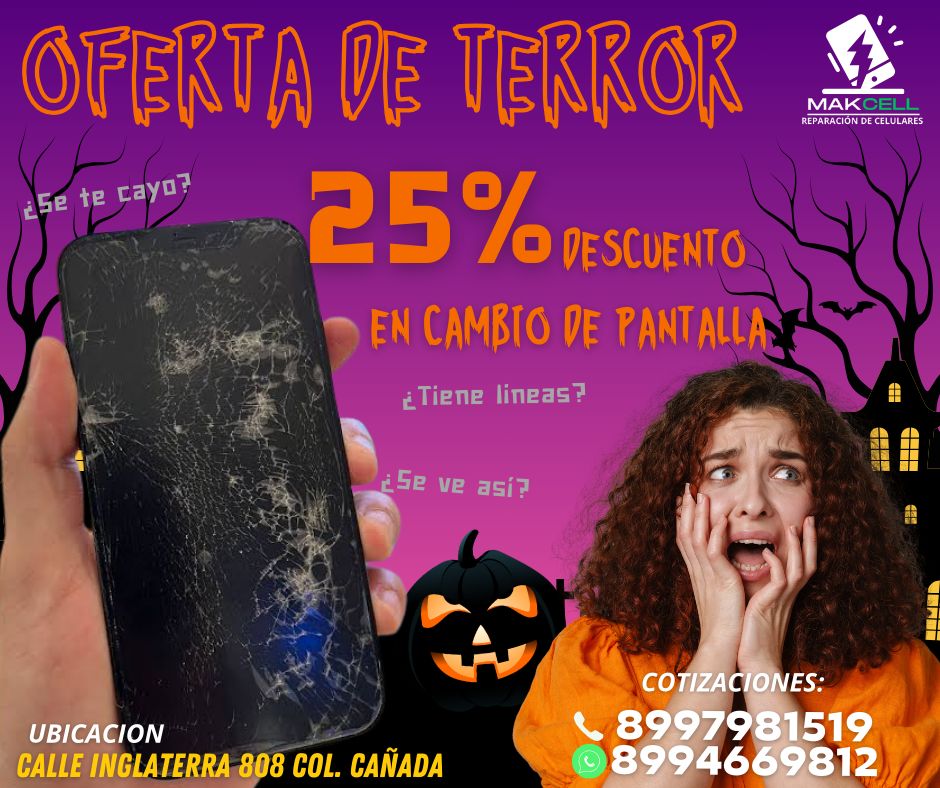 OFERTA DE TERROR
MAKCELL
REPARACIÓN DE CELULARES
¿Se te cayo?
25% DESCUENTO
EN CAMBIO DE PANTALLA
¿Tiene lineas?
¿Se ve así?
COTIZACIONES:
8997981519
8994669812
UBICACION
CALLE INGLATERRA 808 COL. CAÑADA